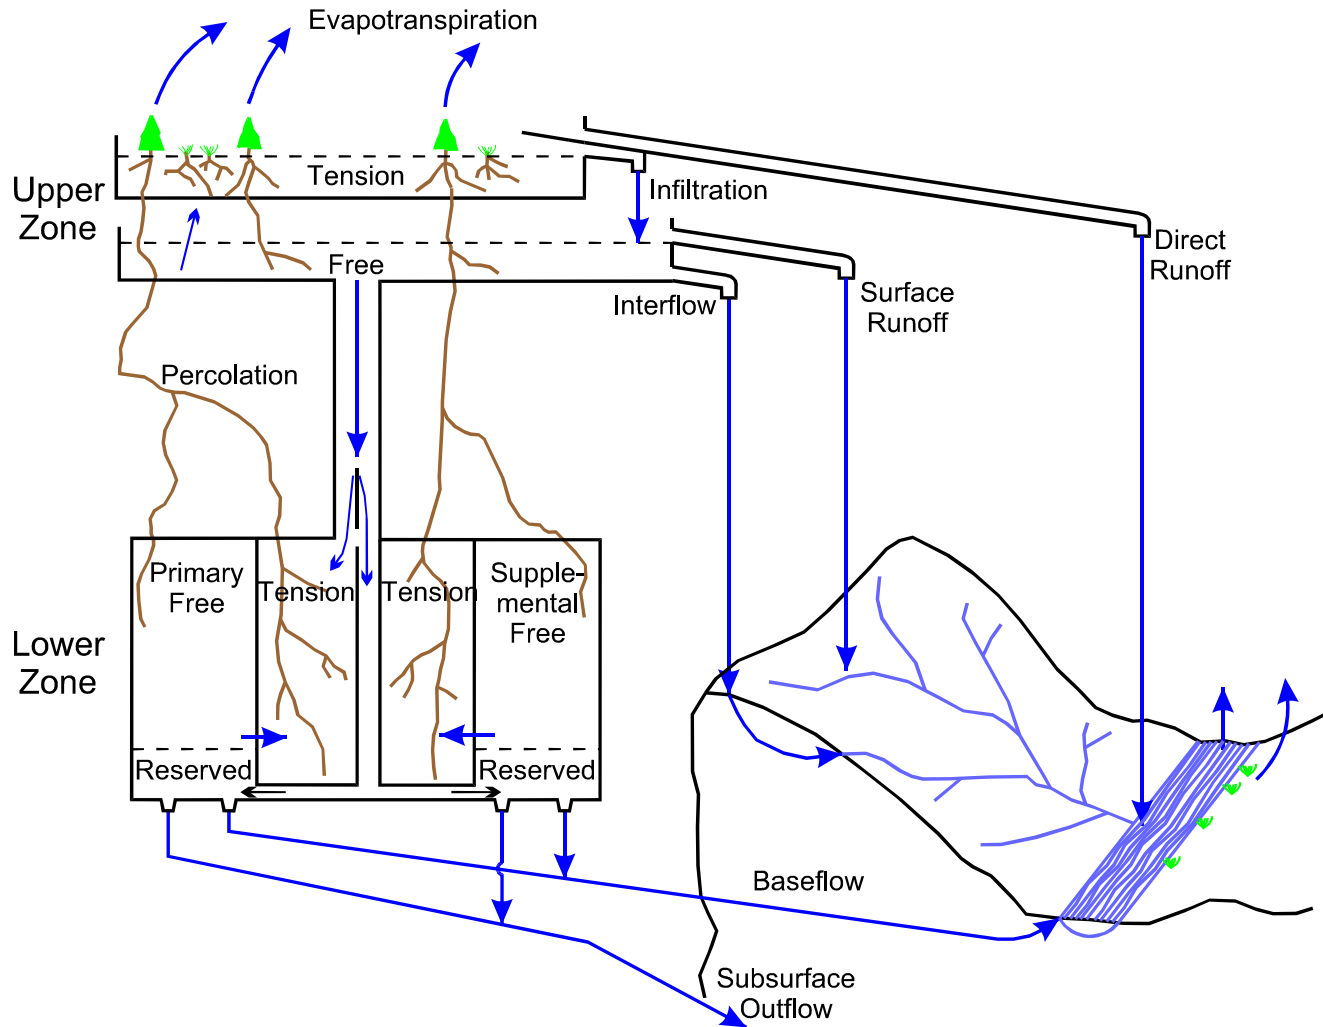 Evapotranspiration
Tension
Upper
Zone
Infiltration
Direct
Runoff
Free
Interflow
Surface
Runoff
Percolation
Primary
Free
Tension
Tension
Supple-
mental
Free
Lower
Zone
Reserved
Reserved
Baseflow
Subsurface
Outflow